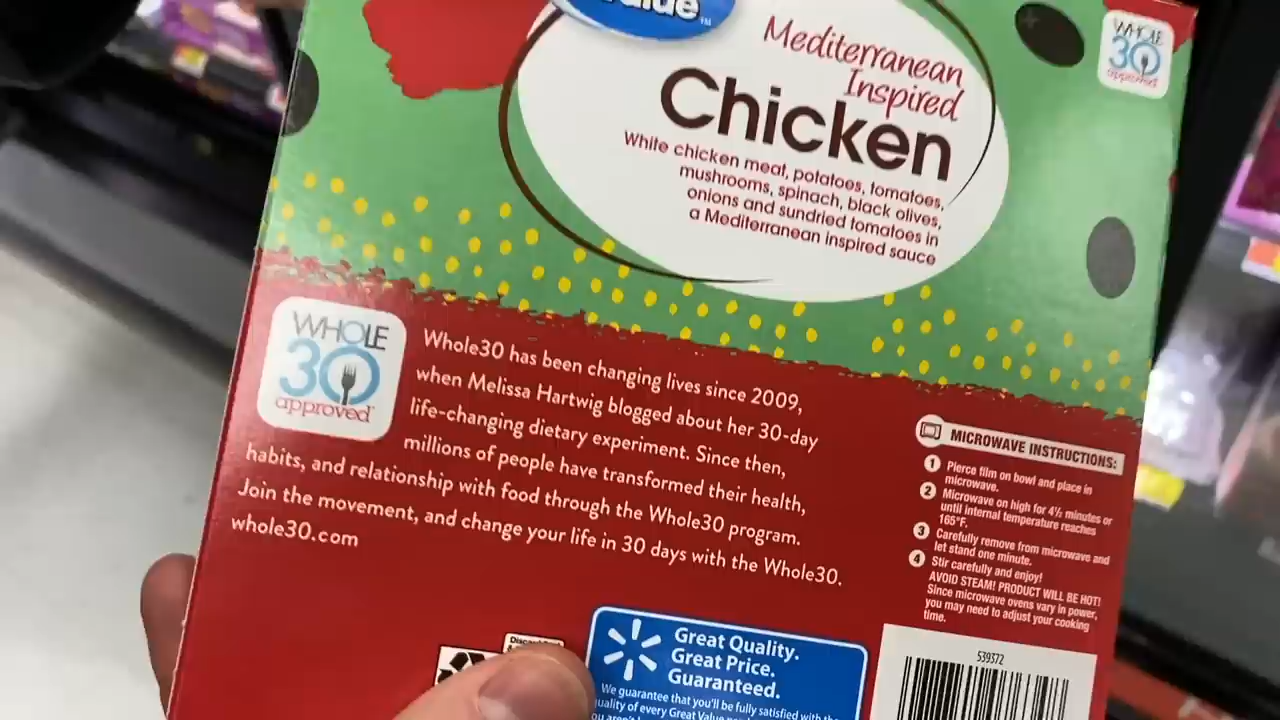 Mediterranean
Inspired
Chicken
White chicken meat, potatoes, tomatoes,
mushrooms, spinach, black olives,
onions and sundried tomatoes in
a Mediterranean inspired sauce
WHOLE
30
approved
WHOLE
30
approved
Whole30 has been changing lives since 2009,
when Melissa Hartwig blogged about her 30-day
life-changing dietary experiment. Since then,
millions of people have transformed their health,
habits, and relationship with food through the Whole30 program.
Join the movement, and change your life in 30 days with the Whole30.
whole30.com
MICROWAVE INSTRUCTIONS:
1 Pierce film on bowl and place in
microwave.
2 Microwave on high for 4½ minutes or
until internal temperature reaches
165°F.
3 Carefully remove from microwave and
let stand one minute.
4 Stir carefully and enjoy!
AVOID STEAM! PRODUCT WILL BE HOT!
Since microwave ovens vary in power,
you may need to adjust your cooking
time.
Great Quality.
Great Price.
Guaranteed.
We guarantee that you'll be fully satisfied with the
quality of every Great Value
539372